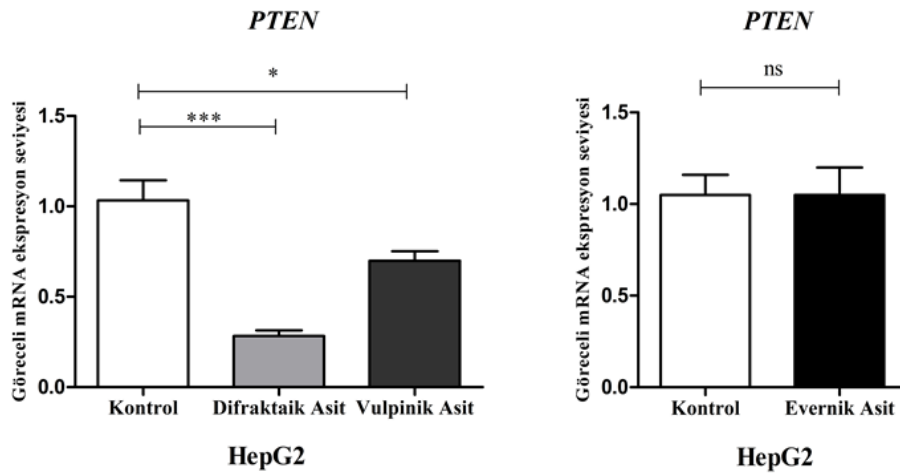 PTEN
*
***
Göreceli mRNA ekspresyon seviyesi
1.5
1.0
0.5
0.0
Kontrol Difraktaik Asit Vulpinik Asit
HepG2
PTEN
ns
Göreceli mRNA ekspresyon seviyesi
1.5
1.0
0.5
0.0
Kontrol Evernik Asit
HepG2